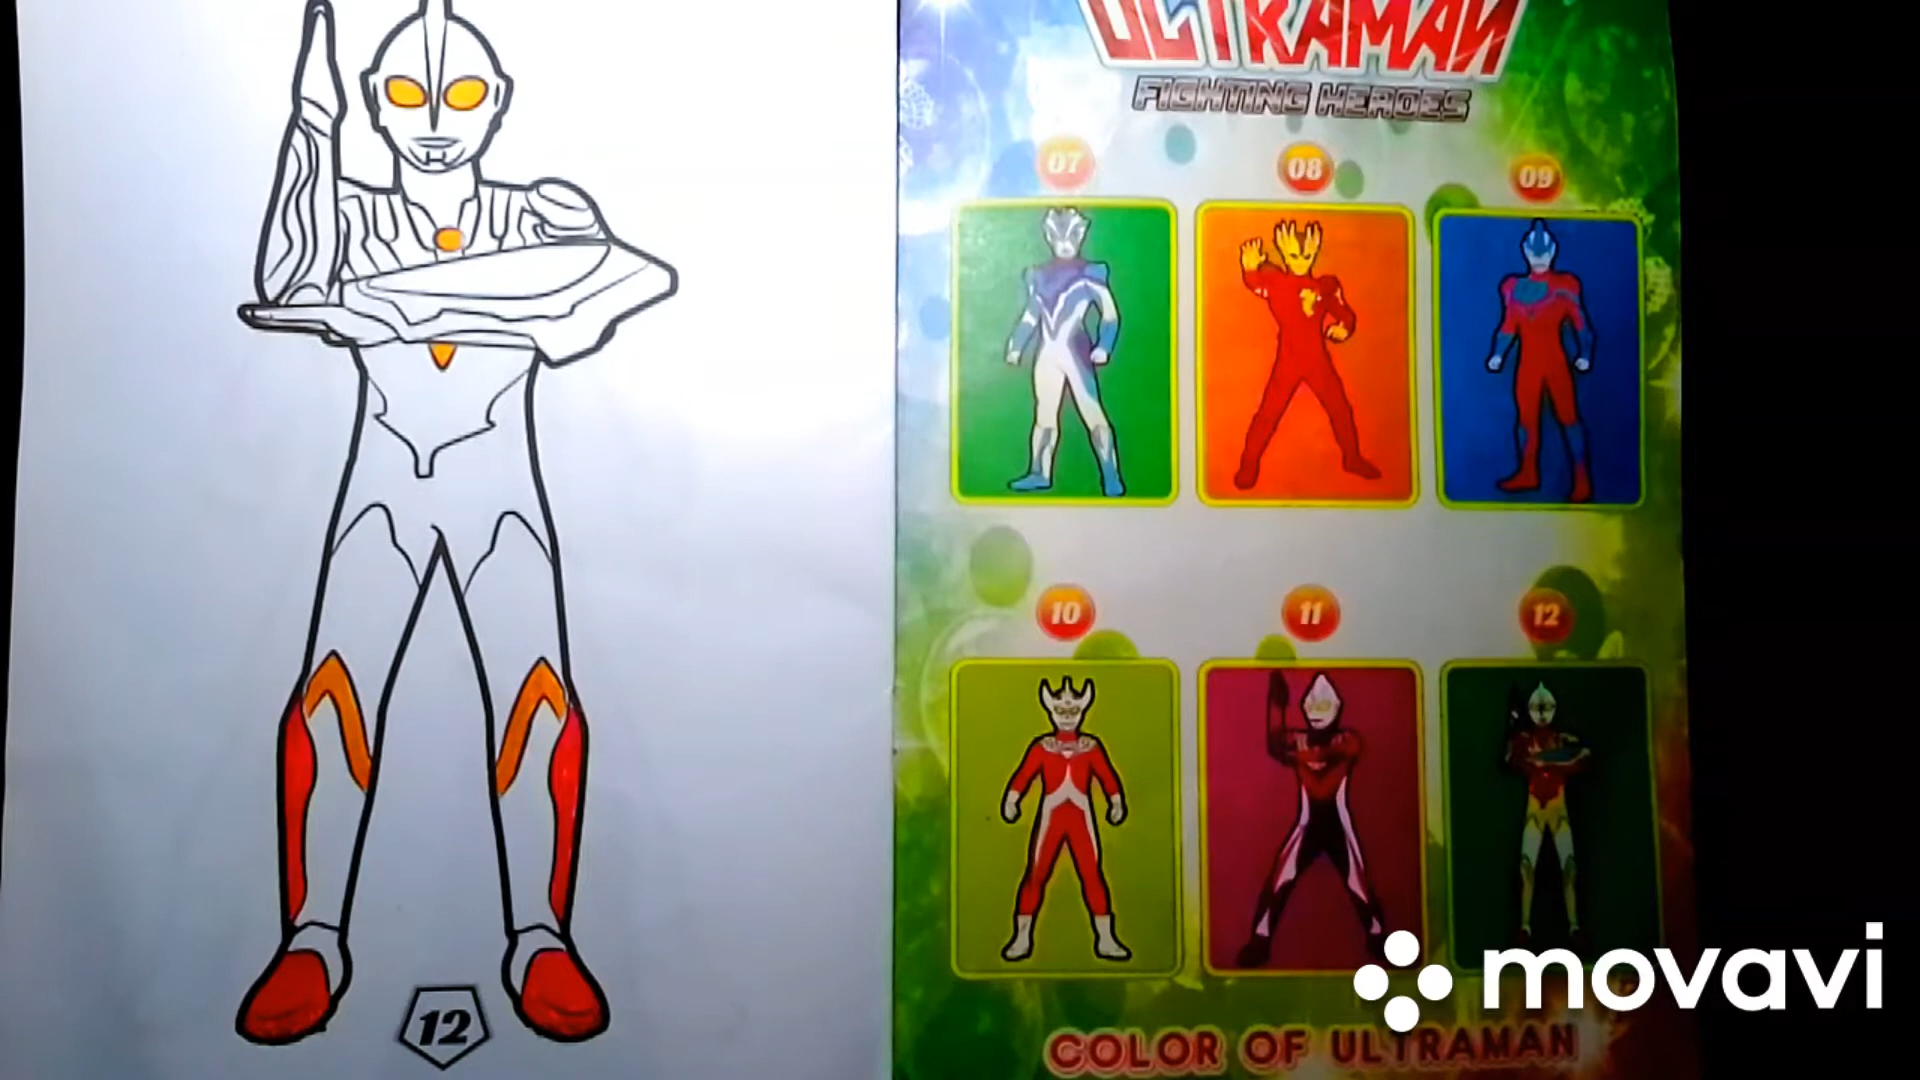 12
ULTRAMAN
FIGHTING HEROES
07 08 09
10 11 12
COLOR OF ULTRAMAN
movavi